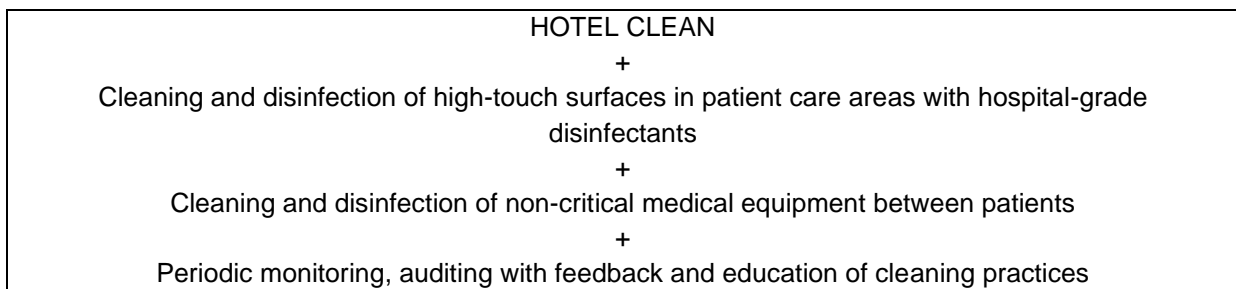 HOTEL CLEAN
+
Cleaning and disinfection of high-touch surfaces in patient care areas with hospital-grade
disinfectants
+
Cleaning and disinfection of non-critical medical equipment between patients
+
Periodic monitoring, auditing with feedback and education of cleaning practices